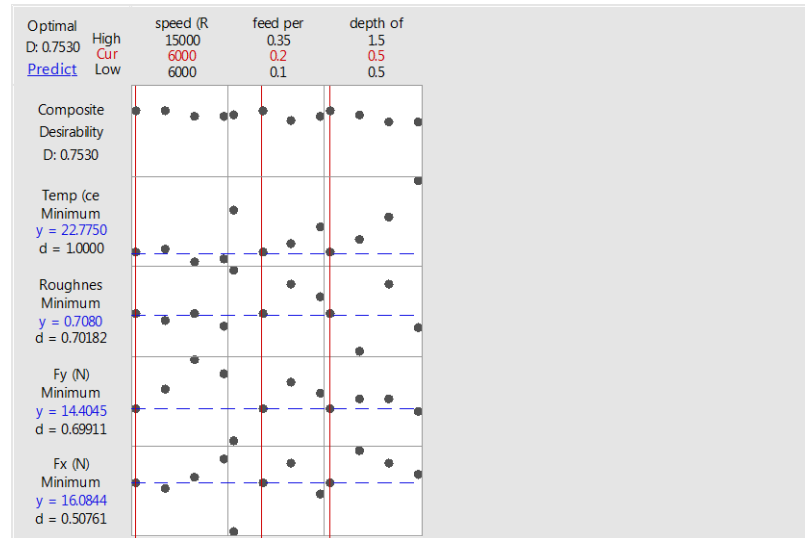 Optimal
D: 0.7530
Predict
High
Cur
Low
speed (R
15000
6000
6000
feed per
0.35
0.2
0.1
depth of
1.5
0.5
0.5
Composite
Desirability
D: 0.7530
Temp (ce
Minimum
y = 22.7750
d = 1.0000
Roughnes
Minimum
y = 0.7080
d = 0.70182
Fy (N)
Minimum
y = 14.4045
d = 0.69911
Fx (N)
Minimum
y = 16.0844
d = 0.50761